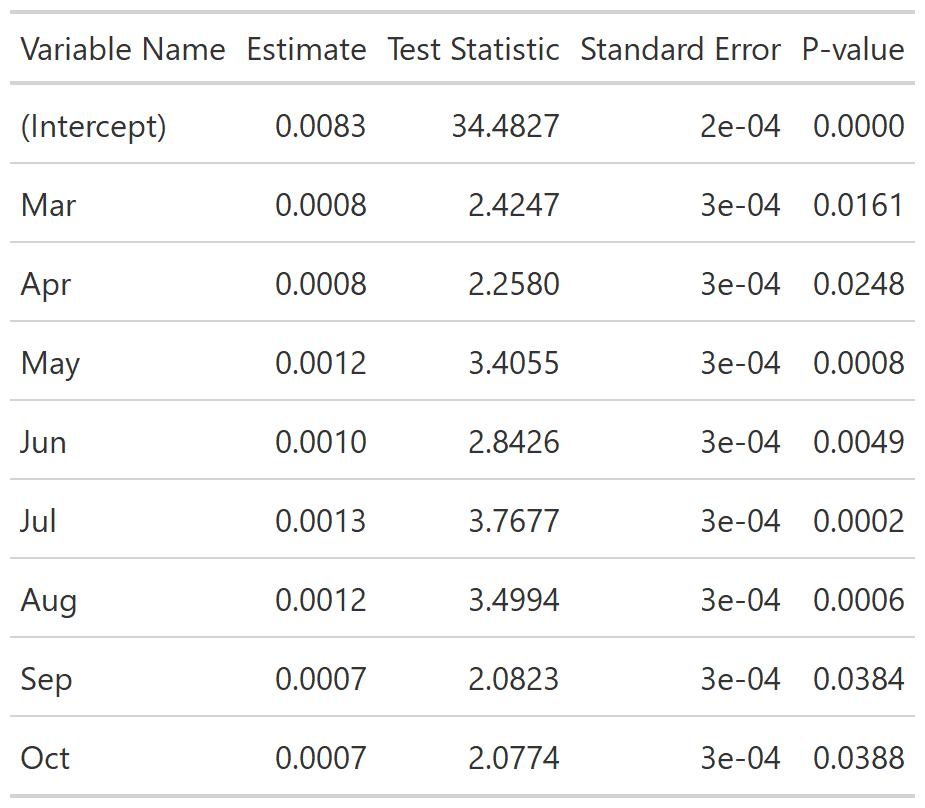 Variable Name Estimate Test Statistic Standard Error P-value
(Intercept) 0.0083 34.4827 2e-04 0.0000
Mar 0.0008 2.4247 3e-04 0.0161
Apr 0.0008 2.2580 3e-04 0.0248
May 0.0012 3.4055 3e-04 0.0008
Jun 0.0010 2.8426 3e-04 0.0049
Jul 0.0013 3.7677 3e-04 0.0002
Aug 0.0012 3.4994 3e-04 0.0006
Sep 0.0007 2.0823 3e-04 0.0384
Oct 0.0007 2.0774 3e-04 0.0388